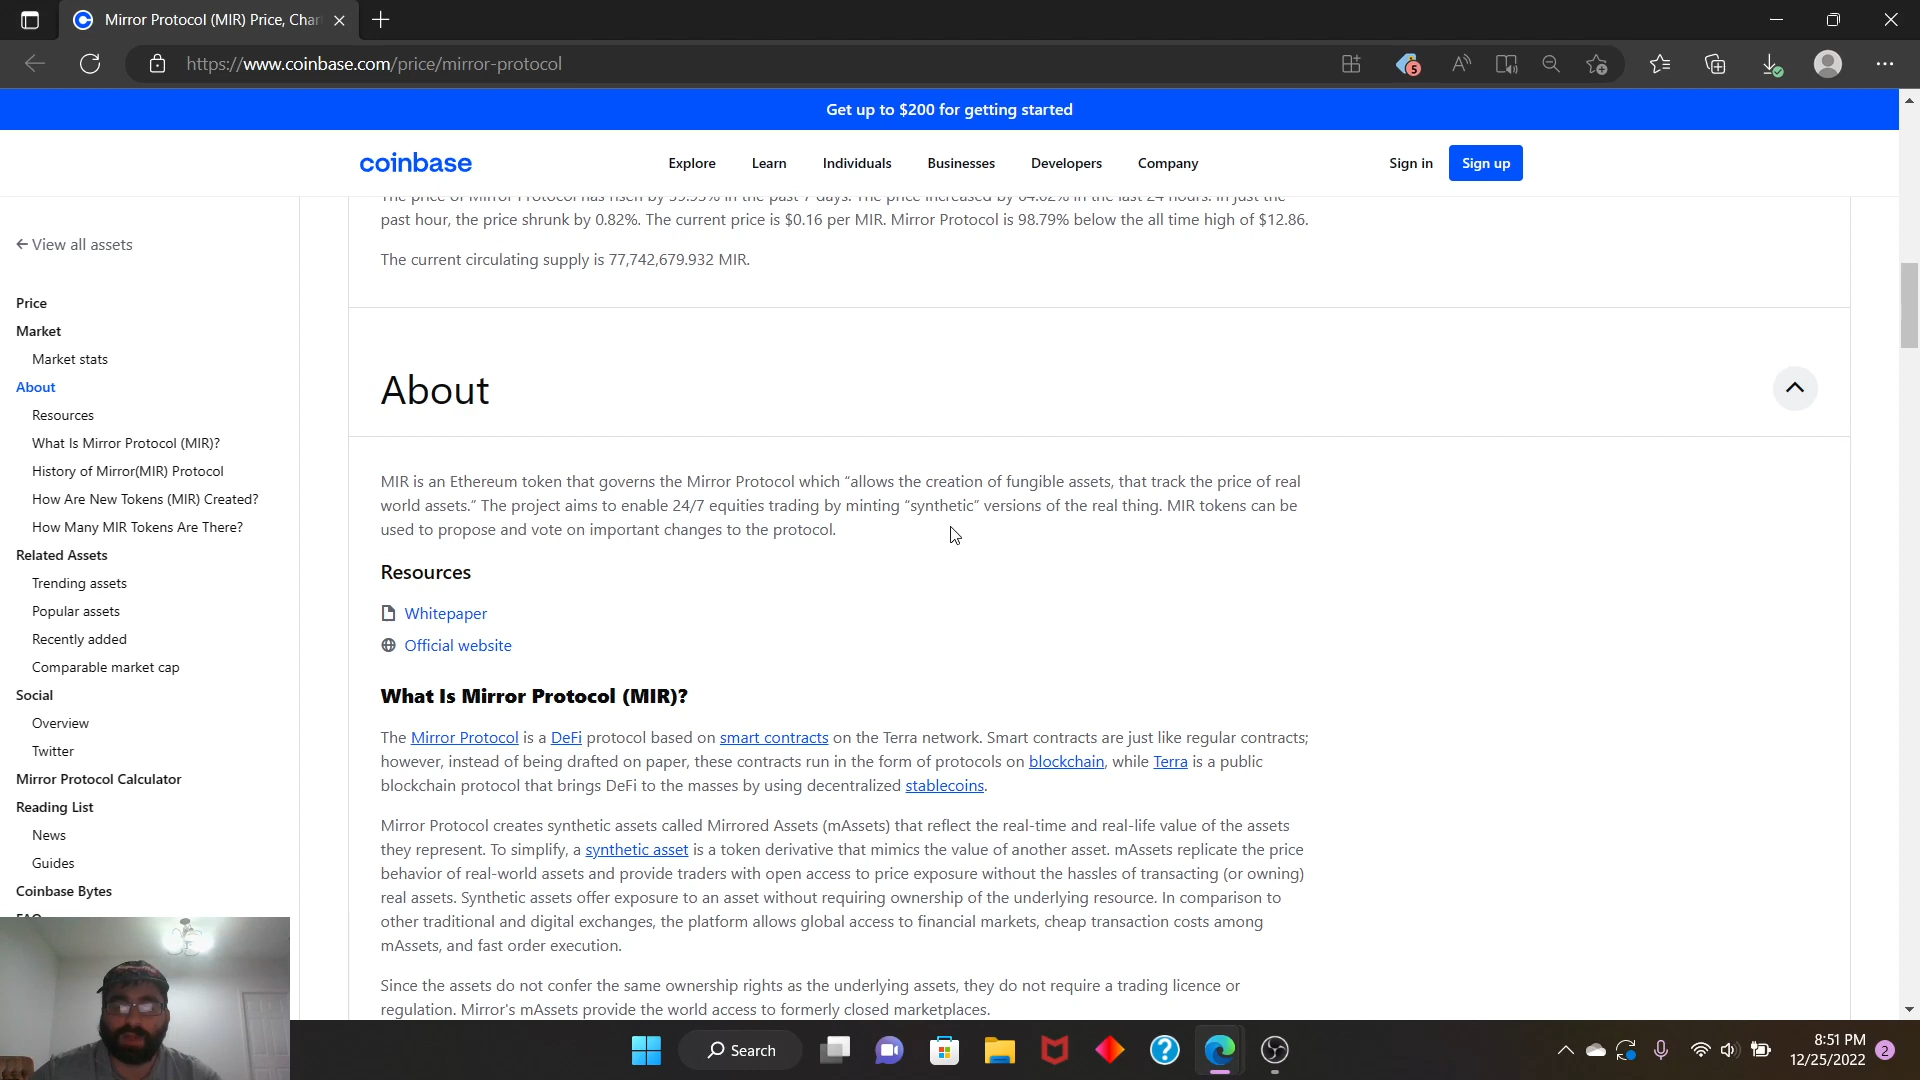 Mirror Protocol (MIR) Price, Char
https://www.coinbase.com/price/mirror-protocol
5
Get up to $200 for getting started
coinbase
Explore Learn Individuals Businesses Developers Company
Sign in Sign up
View all assets
Price
Market
Market stats
About
Resources
What Is Mirror Protocol (MIR)?
History of Mirror(MIR) Protocol
How Are New Tokens (MIR) Created?
How Many MIR Tokens Are There?
Related Assets
Trending assets
Popular assets
Recently added
Comparable market cap
Social
Overview
Twitter
Mirror Protocol Calculator
Reading List
News
Guides
Coinbase Bytes
past hour, the price shrunk by 0.82%. The current price is $0.16 per MIR. Mirror Protocol is 98.79% below the all time high of $12.86.
The current circulating supply is 77,742,679.932 MIR.
About
MIR is an Ethereum token that governs the Mirror Protocol which “allows the creation of fungible assets, that track the price of real
world assets.” The project aims to enable 24/7 equities trading by minting “synthetic” versions of the real thing. MIR tokens can be
used to propose and vote on important changes to the protocol.
Resources
Whitepaper
Official website
What Is Mirror Protocol (MIR)?
The Mirror Protocol is a DeFi protocol based on smart contracts on the Terra network. Smart contracts are just like regular contracts;
however, instead of being drafted on paper, these contracts run in the form of protocols on blockchain, while Terra is a public
blockchain protocol that brings DeFi to the masses by using decentralized stablecoins.
Mirror Protocol creates synthetic assets called Mirrored Assets (mAssets) that reflect the real-time and real-life value of the assets
they represent. To simplify, a synthetic asset is a token derivative that mimics the value of another asset. mAssets replicate the price
behavior of real-world assets and provide traders with open access to price exposure without the hassles of transacting (or owning)
real assets. Synthetic assets offer exposure to an asset without requiring ownership of the underlying resource. In comparison to
other traditional and digital exchanges, the platform allows global access to financial markets, cheap transaction costs among
mAssets, and fast order execution.
Since the assets do not confer the same ownership rights as the underlying assets, they do not require a trading licence or
regulation. Mirror's mAssets provide the world access to formerly closed marketplaces.
Search
8:51 PM
12/25/2022
2